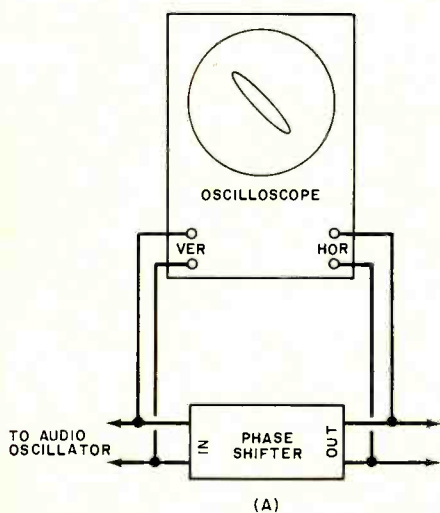 OSCILLOSCOPE
VER HOR
TO AUDIO
OSCILLATOR
IN
PHASE
SHIFTER
OUT
(A)